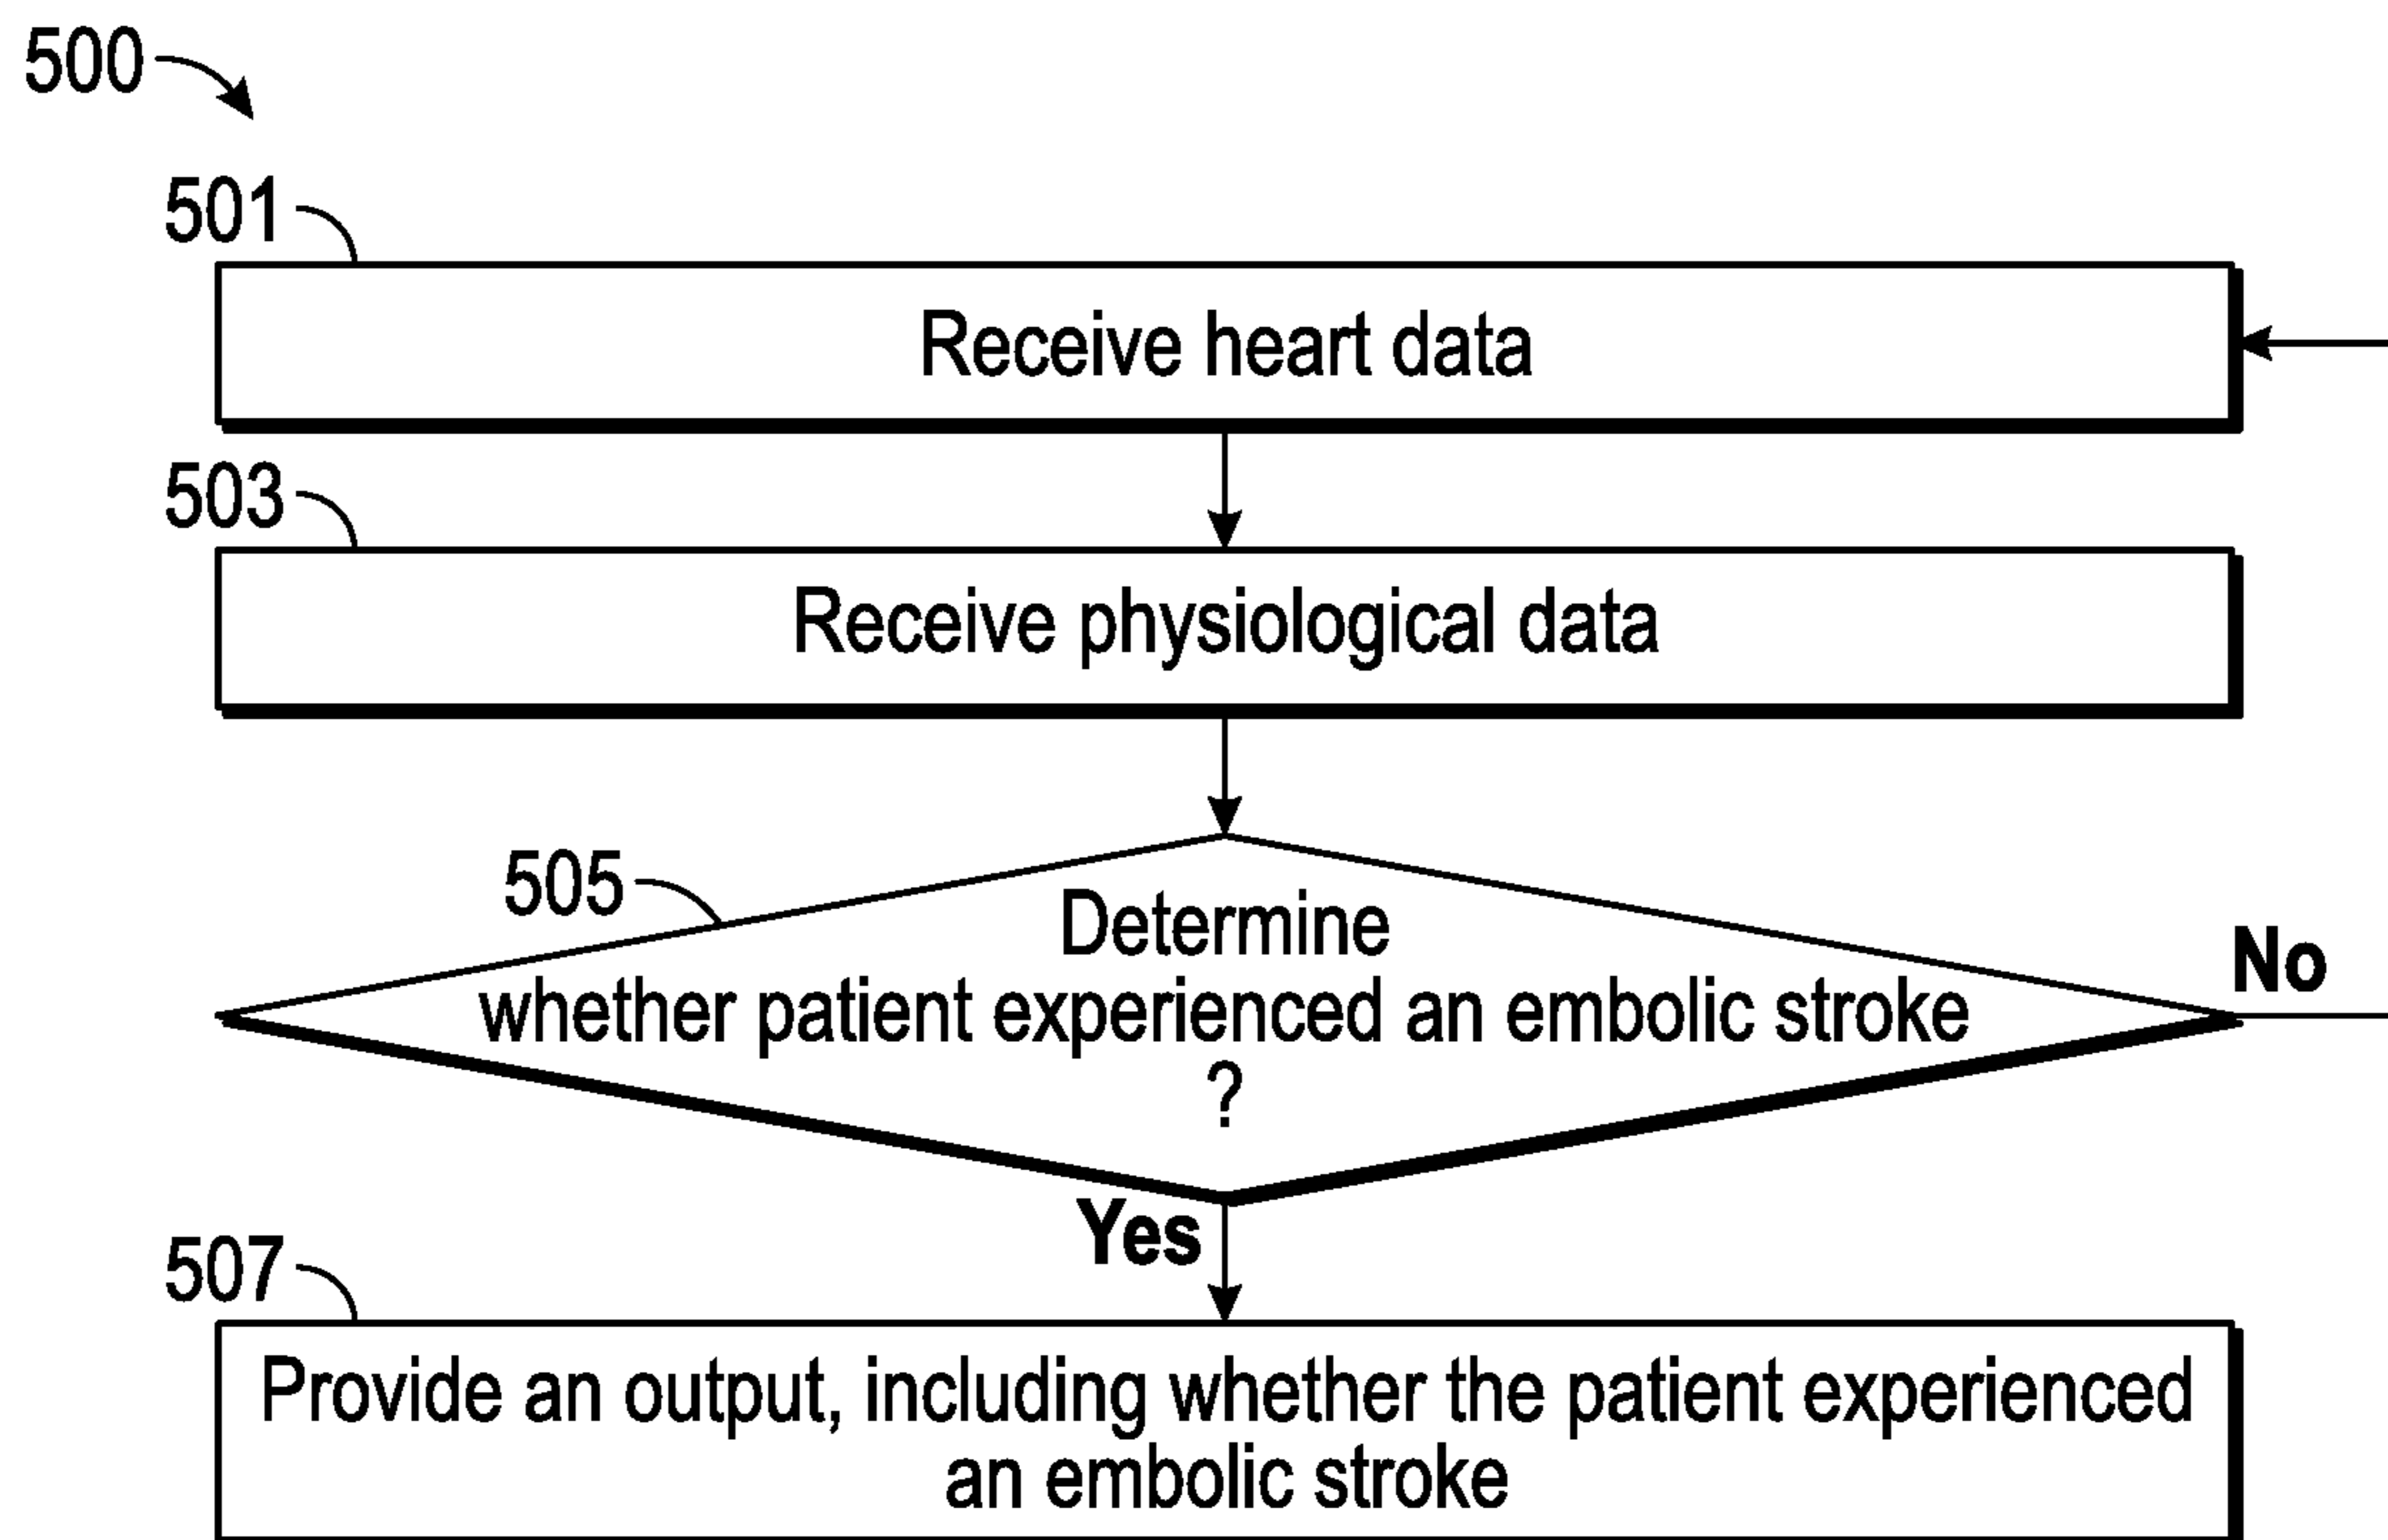 500
501
Receive heart data
503
Receive physiological data
505
Determine
whether patient experienced an embolic stroke
?
No
Yes
507
Provide an output, including whether the patient experienced
an embolic stroke